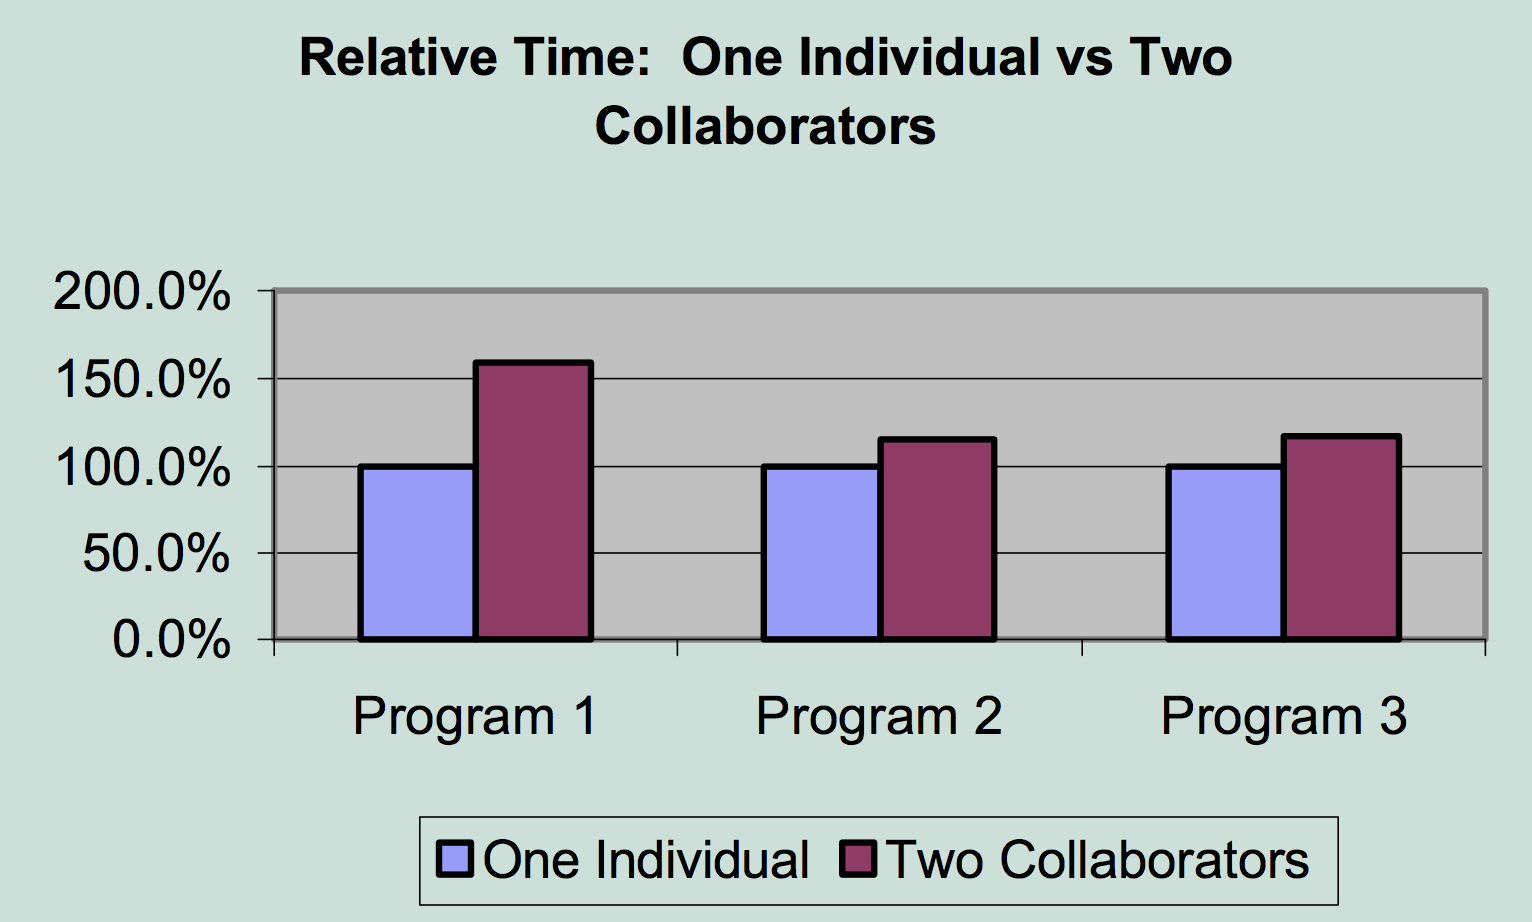 Relative Time:  One Individual vs Two
Collaborators
200.0%
150.0%
100.0%
50.0%
0.0%
Program 1 Program 2 Program 3
One Individual Two Collaborators